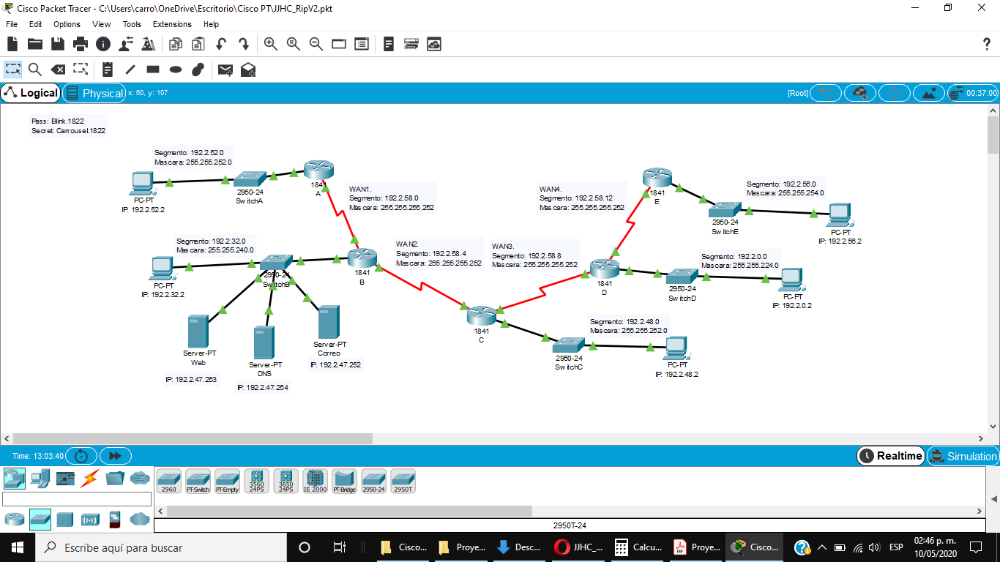 Cisco Packet Tracer - C:\Users\carro\OneDrive\Escritorio\Cisco PT\JJHC_RipV2.pkt
File Edit Options View Tools Extensions Help
?
Logical Physical x: 60, y: 107 [Root] 00:37:00
Pass: Blink.1822
Secret: Carrousel.1822
Segmento: 192.2.52.0
Mascara: 255.255.252.0
PC-PT
IP: 192.2.52.2
2950-24
SwitchA
1841
A
WAN1.
Segmento: 192.2.58.0
Mascara: 255.255.255.252
WAN4.
Segmento: 192.2.58.12
Mascara: 255.255.255.252
1841
E
Segmento: 192.2.56.0
Mascara: 255.255.254.0
2950-24
SwitchE
PC-PT
IP: 192.2.56.2
Segmento: 192.2.32.0
Mascara: 255.255.240.0
PC-PT
IP: 192.2.32.2
2950-24
SwitchB
1841
B
WAN2.
Segmento: 192.2.58.4
Mascara: 255.255.255.252
WAN3.
Segmento: 192.2.58.8
Mascara: 255.255.255.252
1841
D
Segmento: 192.2.0.0
Mascara: 255.255.224.0
2950-24
SwitchD
PC-PT
IP: 192.2.0.2
1841
C
Segmento: 192.2.48.0
Mascara: 255.255.252.0
2950-24
SwitchC
PC-PT
IP: 192.2.48.2
Server-PT
Web
IP: 192.2.47.253
Server-PT
DNS
IP: 192.2.47.254
Server-PT
Correo
IP: 192.2.47.252
Time: 13:03:40 Realtime Simulation
2960 PT-Switch PT-Empty 3560 24PS 3650 24PS IE 2000 PT-Bridge 2950-24 2950T
2950T-24
Escribe aquí para buscar
Cisco... Proye... Desc... JJHC_... Calcu... Proye... Cisco...
ESP
02:46 p. m.
10/05/2020